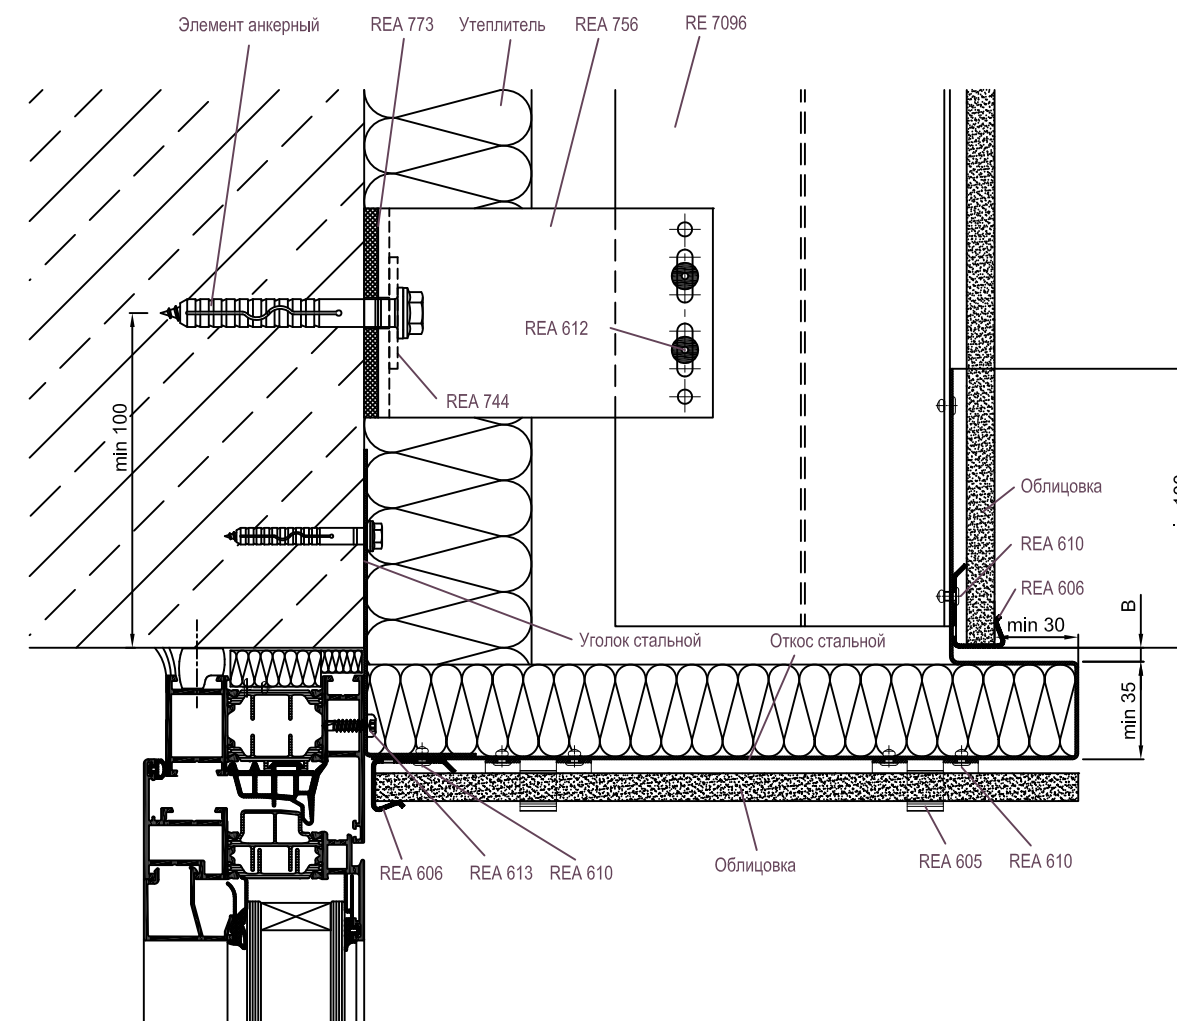 Элемент анкерный
REA 773
Утеплитель
REA 756
RE 7096
REA 612
REA 744
min 100
Облицовка
REA 610
REA 606
B
min 30
Уголок стальной
Откос стальной
min 35
REA 606
REA 613
REA 610
Облицовка
REA 605
REA 610